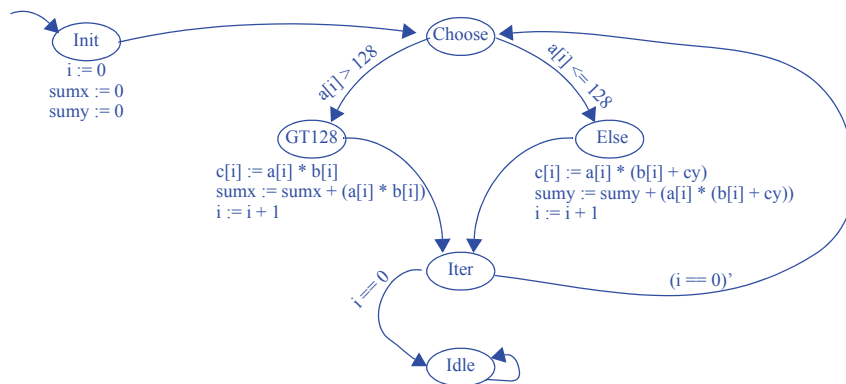 Init
i := 0
sumx := 0
sumy := 0
Choose
a[i] > 128
a[i] <= 128
GT128
c[i] := a[i] * b[i]
sumx := sumx + (a[i] * b[i])
i := i + 1
Else
c[i] := a[i] * (b[i] + cy)
sumy := sumy + (a[i] * (b[i] + cy))
i := i + 1
Iter
i == 0
(i == 0)’
Idle